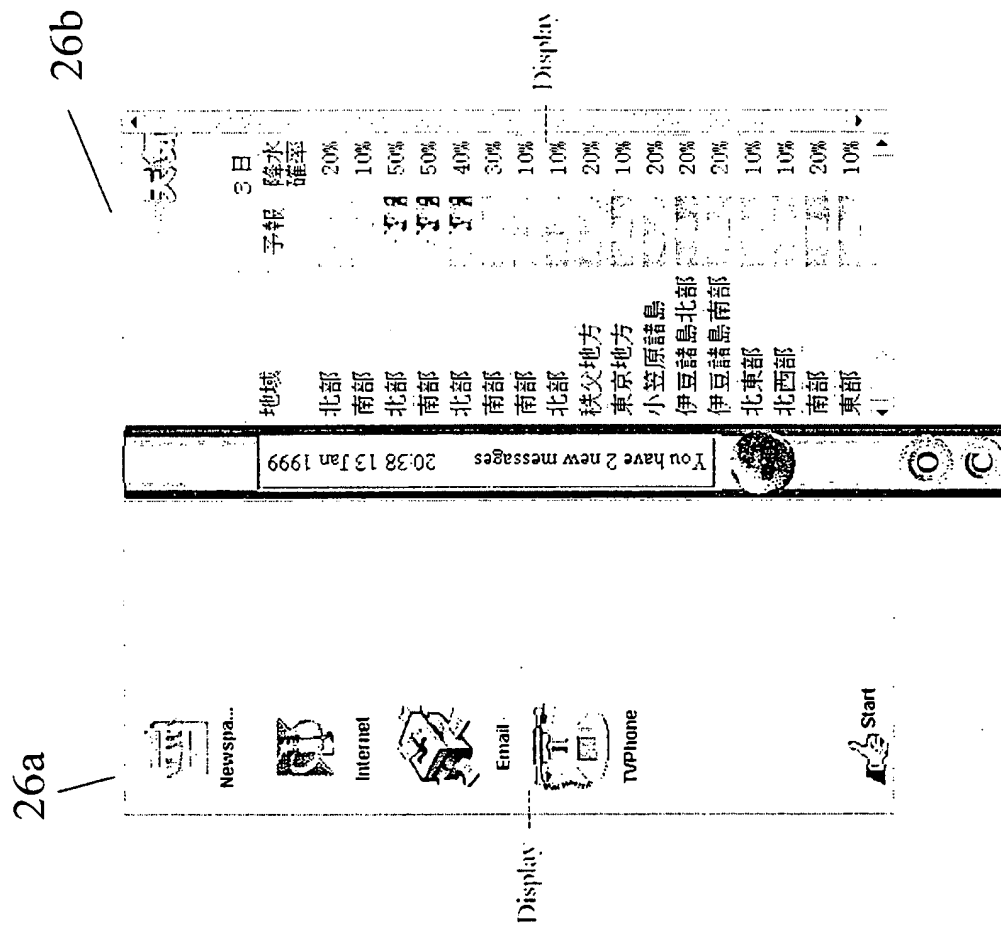 26a
26b
Newspa...
Internet
Email
TVPhone
Start
Display
20:38 13 Jan 1999
You have 2 new messages
O
C
天気
3日
地域 予報 降水確率
北部 20%
南部 10%
北部 50%
南部 50%
北部 40%
南部 30%
南部 10%
北部 10%
秩父地方 20%
東京地方 10%
小笠原諸島 20%
伊豆諸島北部 20%
伊豆諸島南部 20%
北東部 10%
北西部 10%
南部 20%
東部 10%
Display